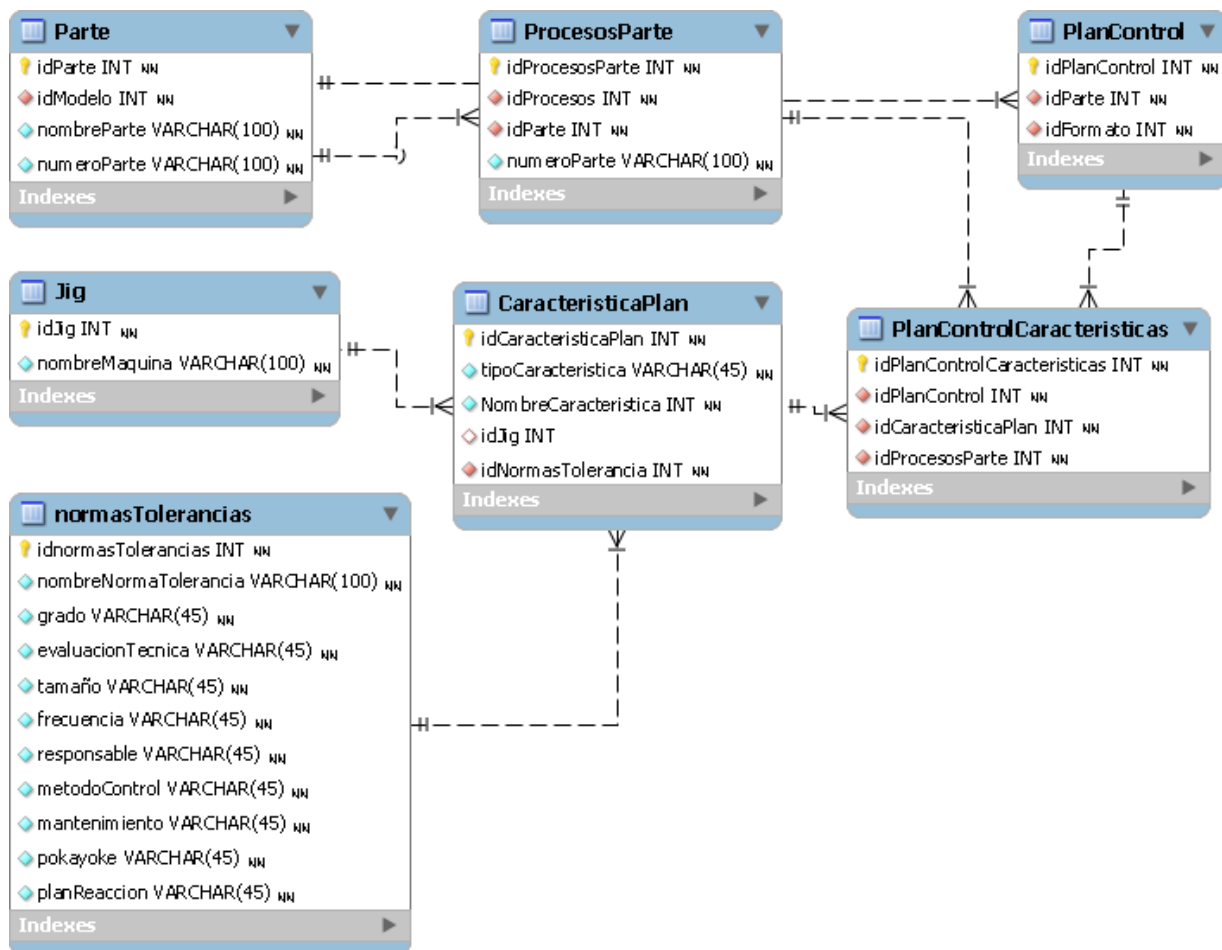 Parte
idParte INT NN
idModelo INT NN
nombreParte VARCHAR(100) NN
numeroParte VARCHAR(100) NN
Indexes
ProcesosParte
idProcesosParte INT NN
idProcesos INT NN
idParte INT NN
numeroParte VARCHAR(100) NN
Indexes
PlanControl
idPlanControl INT NN
idParte INT NN
idFormato INT NN
Indexes
Jig
idJig INT NN
nombreMaquina VARCHAR(100) NN
Indexes
CaracteristicaPlan
idCaracteristicaPlan INT NN
tipoCaracteristica VARCHAR(45) NN
NombreCaracteristica INT NN
idJig INT
idNormasTolerancia INT NN
Indexes
PlanControlCaracteristicas
idPlanControlCaracteristicas INT NN
idPlanControl INT NN
idCaracteristicaPlan INT NN
idProcesosParte INT NN
Indexes
normasTolerancias
idnormasTolerancias INT NN
nombreNormaTolerancia VARCHAR(100) NN
grado VARCHAR(45) NN
evaluacionTecnica VARCHAR(45) NN
tamaño VARCHAR(45) NN
frecuencia VARCHAR(45) NN
responsable VARCHAR(45) NN
metodoControl VARCHAR(45) NN
mantenimiento VARCHAR(45) NN
pokayoke VARCHAR(45) NN
planReaccion VARCHAR(45) NN
Indexes